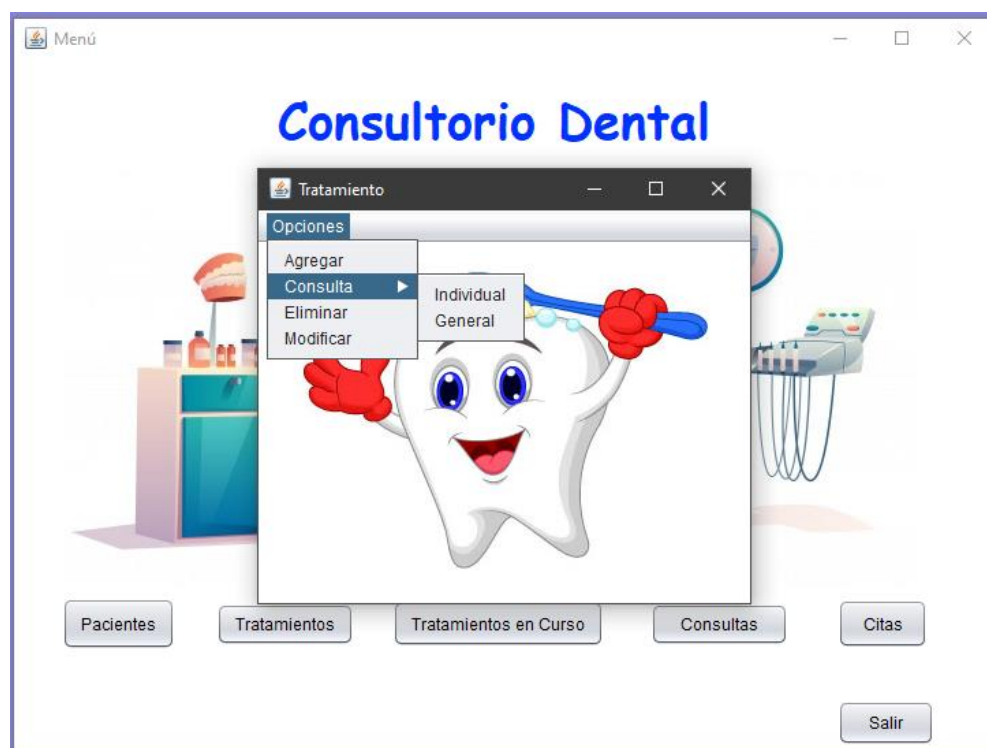 Menú
Consultorio Dental
Tratamiento
Opciones
Agregar
Consulta
Eliminar
Modificar
Individual
General
Pacientes
Tratamientos
Tratamientos en Curso
Consultas
Citas
Salir